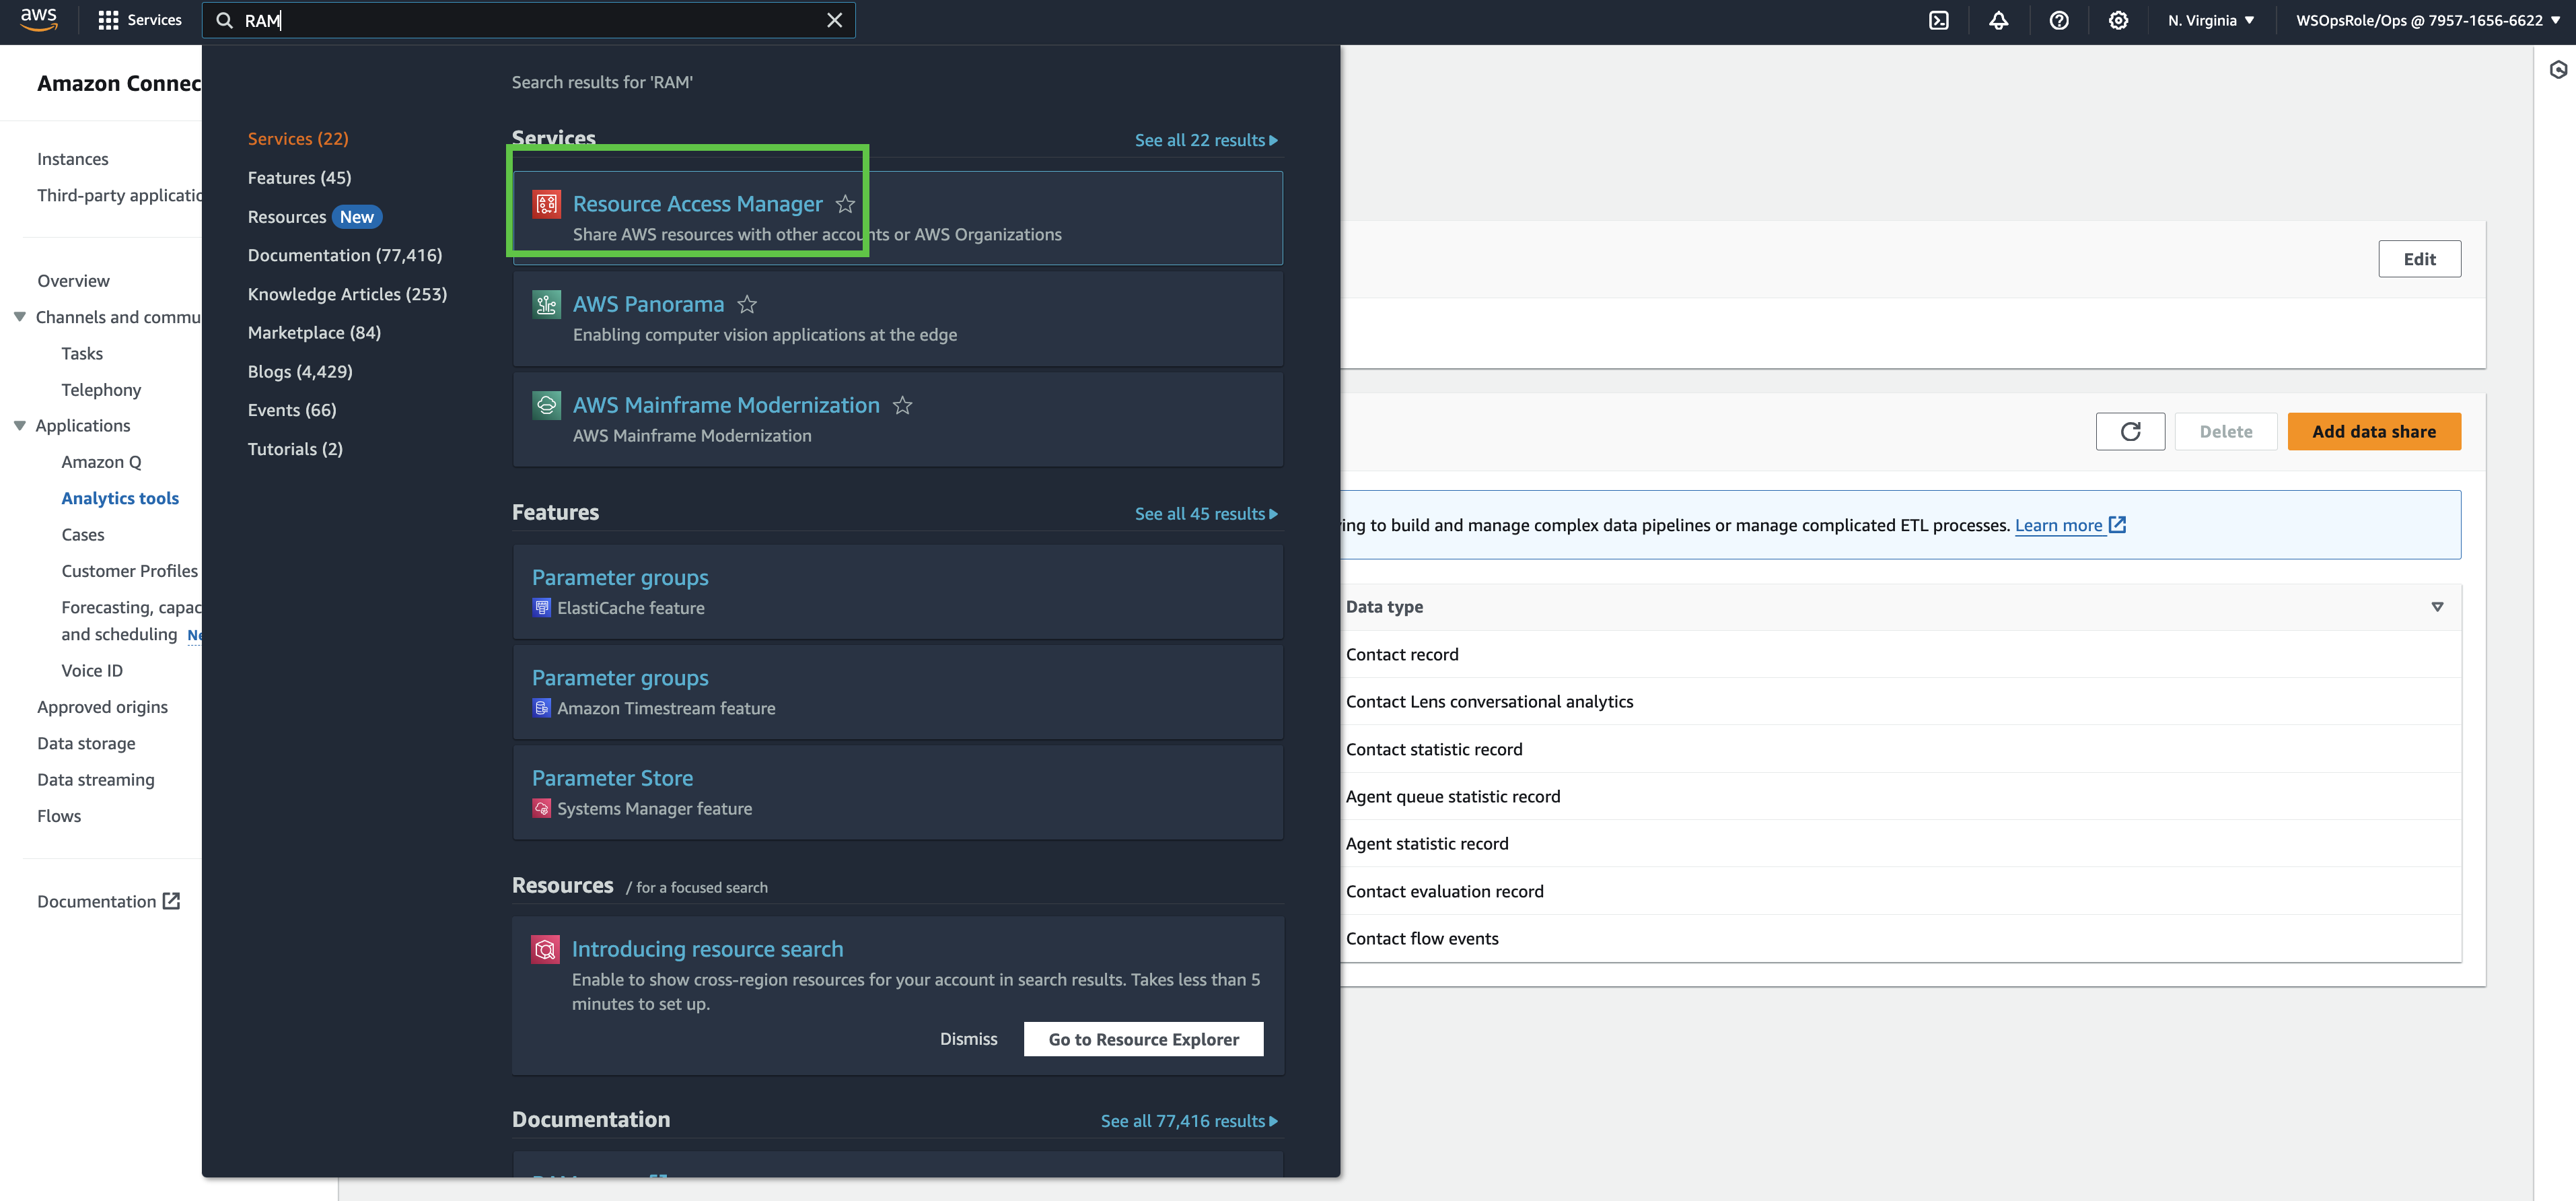 aws
Services
RAM
N. Virginia
WSOpsRole/Ops @ 7957-1656-6622
Amazon Connec
Instances
Third-party applicatio
Overview
Channels and commu
Tasks
Telephony
Applications
Amazon Q
Analytics tools
Cases
Customer Profiles
Forecasting, capac
and scheduling Ne
Voice ID
Approved origins
Data storage
Data streaming
Flows
Documentation
Services (22)
Features (45)
Resources New
Documentation (77,416)
Knowledge Articles (253)
Marketplace (84)
Blogs (4,429)
Events (66)
Tutorials (2)
Search results for 'RAM'
Services
See all 22 results
Resource Access Manager
Share AWS resources with other accounts or AWS Organizations
AWS Panorama
Enabling computer vision applications at the edge
AWS Mainframe Modernization
AWS Mainframe Modernization
Features
See all 45 results
Parameter groups
ElastiCache feature
Parameter groups
Amazon Timestream feature
Parameter Store
Systems Manager feature
Resources / for a focused search
Introducing resource search
Enable to show cross-region resources for your account in search results. Takes less than 5
minutes to set up.
Dismiss
Go to Resource Explorer
Documentation
See all 77,416 results
Edit
Delete
Add data share
ing to build and manage complex data pipelines or manage complicated ETL processes. Learn more
Data type
Contact record
Contact Lens conversational analytics
Contact statistic record
Agent queue statistic record
Agent statistic record
Contact evaluation record
Contact flow events